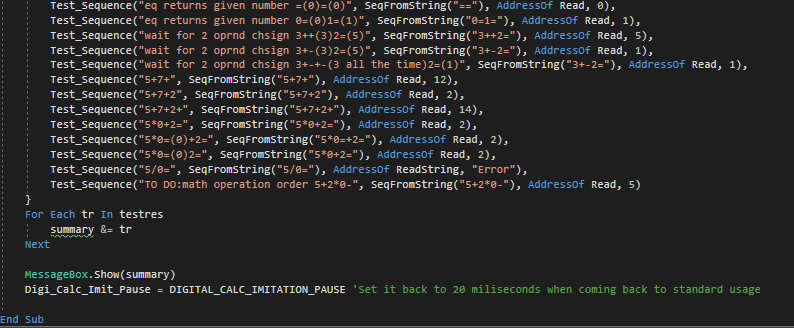 Test_Sequence("eq returns given number =(0)=(0)", SeqFromString("=="), AddressOf Read, 0),
Test_Sequence("eq returns given number 0=(0)1=(1)", SeqFromString("0=1="), AddressOf Read, 1),
Test_Sequence("wait for 2 oprnd chsign 3++(3)2=(5)", SeqFromString("3++2="), AddressOf Read, 5),
Test_Sequence("wait for 2 oprnd chsign 3+-(3)2=(5)", SeqFromString("3+-2="), AddressOf Read, 1),
Test_Sequence("wait for 2 oprnd chsign 3+-+-(3 all the time)2=(1)", SeqFromString("3+-2="), AddressOf Read, 1),
Test_Sequence("5+7+", SeqFromString("5+7+"), AddressOf Read, 12),
Test_Sequence("5+7+2", SeqFromString("5+7+2"), AddressOf Read, 2),
Test_Sequence("5+7+2+", SeqFromString("5+7+2+"), AddressOf Read, 14),
Test_Sequence("5*0+2=", SeqFromString("5*0+2="), AddressOf Read, 2),
Test_Sequence("5*0=(0)+2=", SeqFromString("5*0=+2="), AddressOf Read, 2),
Test_Sequence("5*0=(0)2=", SeqFromString("5*0+2="), AddressOf Read, 2),
Test_Sequence("5/0=", SeqFromString("5/0="), AddressOf ReadString, "Error"),
Test_Sequence("TO DO:math operation order 5+2*0-", SeqFromString("5+2*0-"), AddressOf Read, 5)
}
For Each tr In testres
summary &= tr
Next
MessageBox.Show(summary)
Digi_Calc_Imit_Pause = DIGITAL_CALC_IMITATION_PAUSE 'Set it back to 20 miliseconds when coming back to standard usage
End Sub